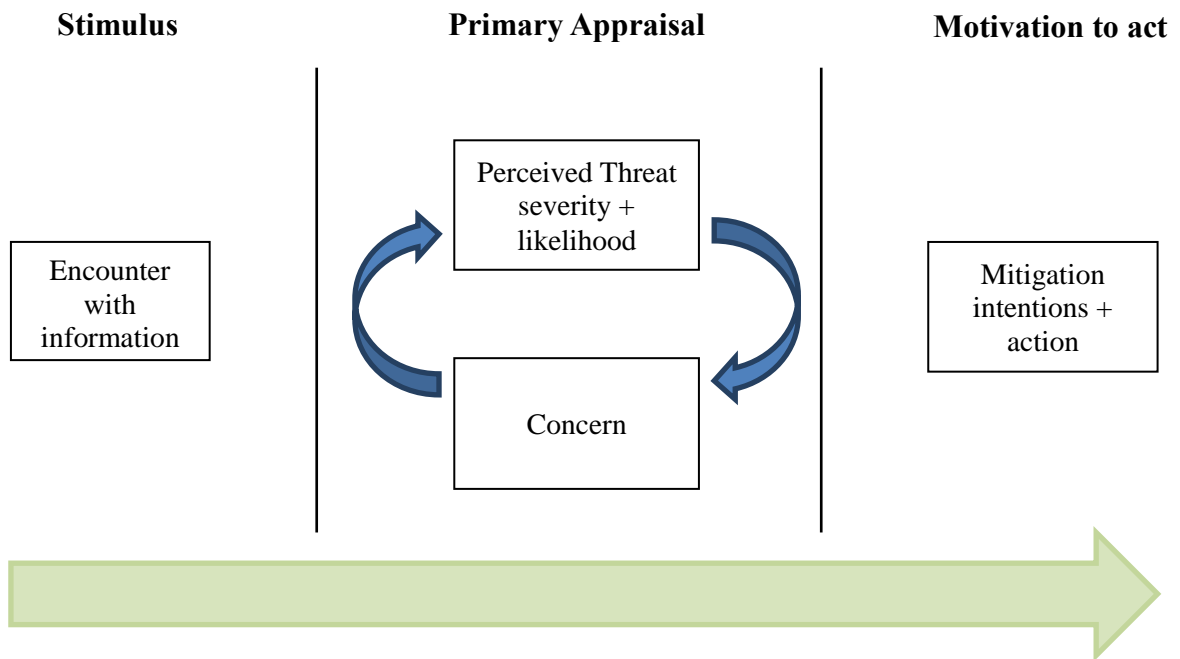 Stimulus
Primary Appraisal
Motivation to act
Encounter
with
information
Perceived Threat
severity +
likelihood
Concern
Mitigation
intentions +
action